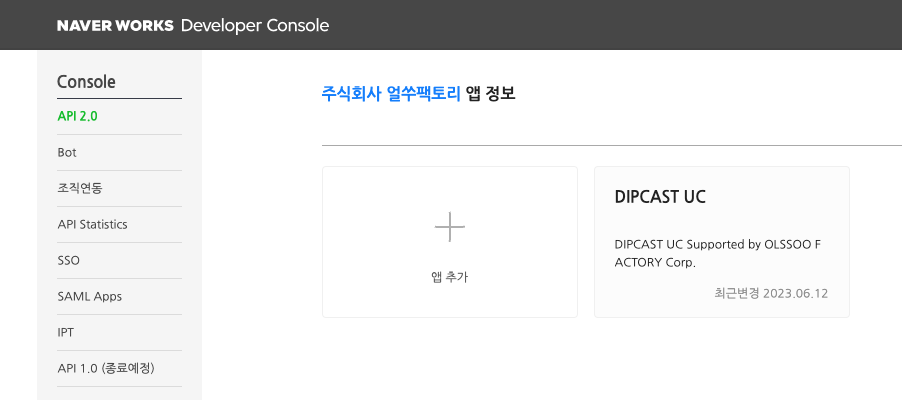 NAVER WORKS Developer Console
Console
API 2.0
Bot
조직연동
API Statistics
SSO
SAML Apps
IPT
API 1.0 (종료예정)
주식회사 얼쑤팩토리 앱 정보
앱 추가
DIPCAST UC
DIPCAST UC Supported by OLSSOO F
ACTORY Corp.
최근변경 2023.06.12